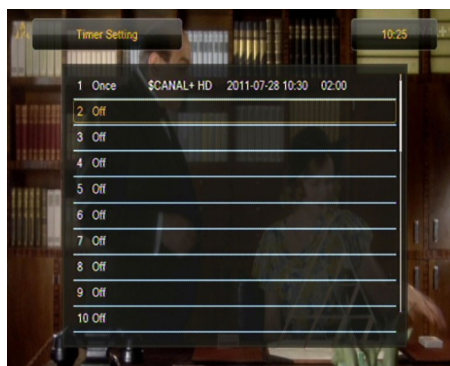 Timer Setting 10:25
1 Once $CANAL+ HD 2011-07-28 10:30 02:00
2 Off
3 Off
4 Off
5 Off
6 Off
7 Off
8 Off
9 Off
10 Off